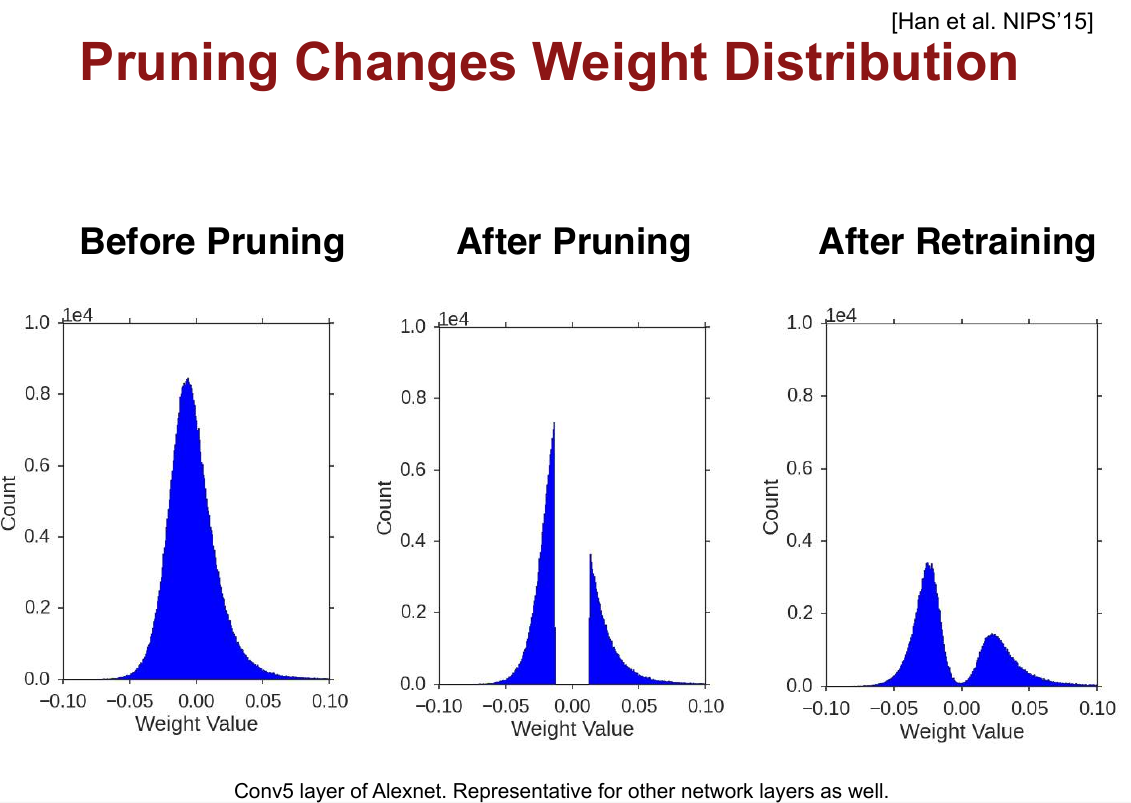 [Han et al. NIPS’15]
Pruning Changes Weight Distribution
Before Pruning
After Pruning
After Retraining
1e4
1.0
0.8
0.6
0.4
0.2
0.0
Count
−0.10 −0.05 0.00 0.05 0.10
Weight Value
1e4
1.0
0.8
0.6
0.4
0.2
0.0
Count
−0.10 −0.05 0.00 0.05 0.10
Weight Value
1e4
1.0
0.8
0.6
0.4
0.2
0.0
Count
−0.10 −0.05 0.00 0.05 0.10
Weight Value
Conv5 layer of Alexnet. Representative for other network layers as well.